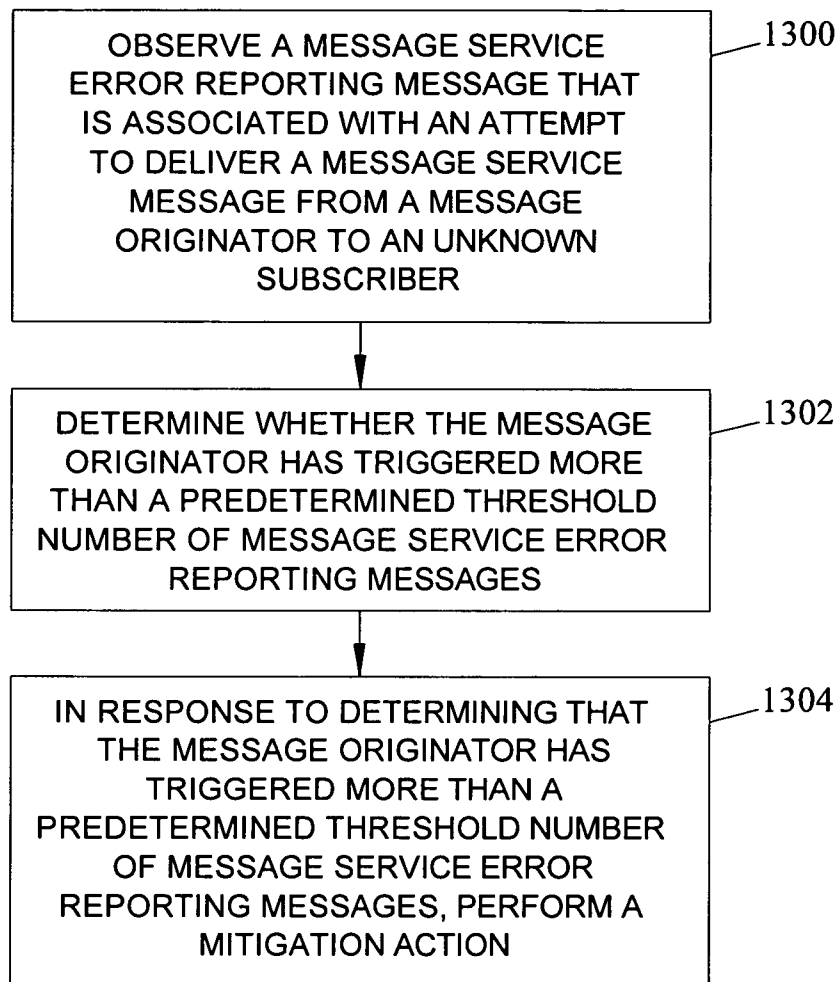 OBSERVE A MESSAGE SERVICE
ERROR REPORTING MESSAGE THAT
IS ASSOCIATED WITH AN ATTEMPT
TO DELIVER A MESSAGE SERVICE
MESSAGE FROM A MESSAGE
ORIGINATOR TO AN UNKNOWN
SUBSCRIBER
1300
DETERMINE WHETHER THE MESSAGE
ORIGINATOR HAS TRIGGERED MORE
THAN A PREDETERMINED THRESHOLD
NUMBER OF MESSAGE SERVICE ERROR
REPORTING MESSAGES
1302
IN RESPONSE TO DETERMINING THAT
THE MESSAGE ORIGINATOR HAS
TRIGGERED MORE THAN A
PREDETERMINED THRESHOLD NUMBER
OF MESSAGE SERVICE ERROR
REPORTING MESSAGES, PERFORM A
MITIGATION ACTION
1304